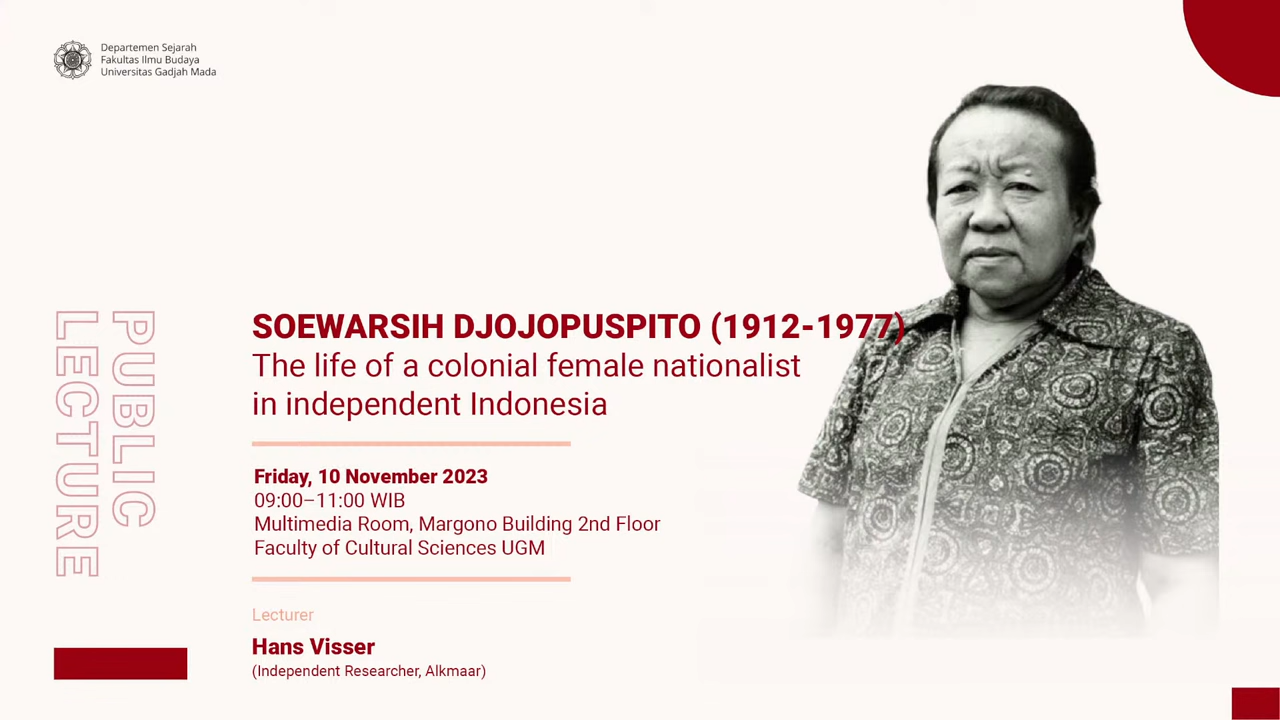 Departemen Sejarah
Fakultas Ilmu Budaya
Universitas Gadjah Mada
PUBLIC
LECTURE
SOEWARSIH DJOJOPUSPITO (1912-1977)
The life of a colonial female nationalist
in independent Indonesia
Friday, 10 November 2023
09:00–11:00 WIB
Multimedia Room, Margono Building 2nd Floor
Faculty of Cultural Sciences UGM
Lecturer
Hans Visser
(Independent Researcher, Alkmaar)